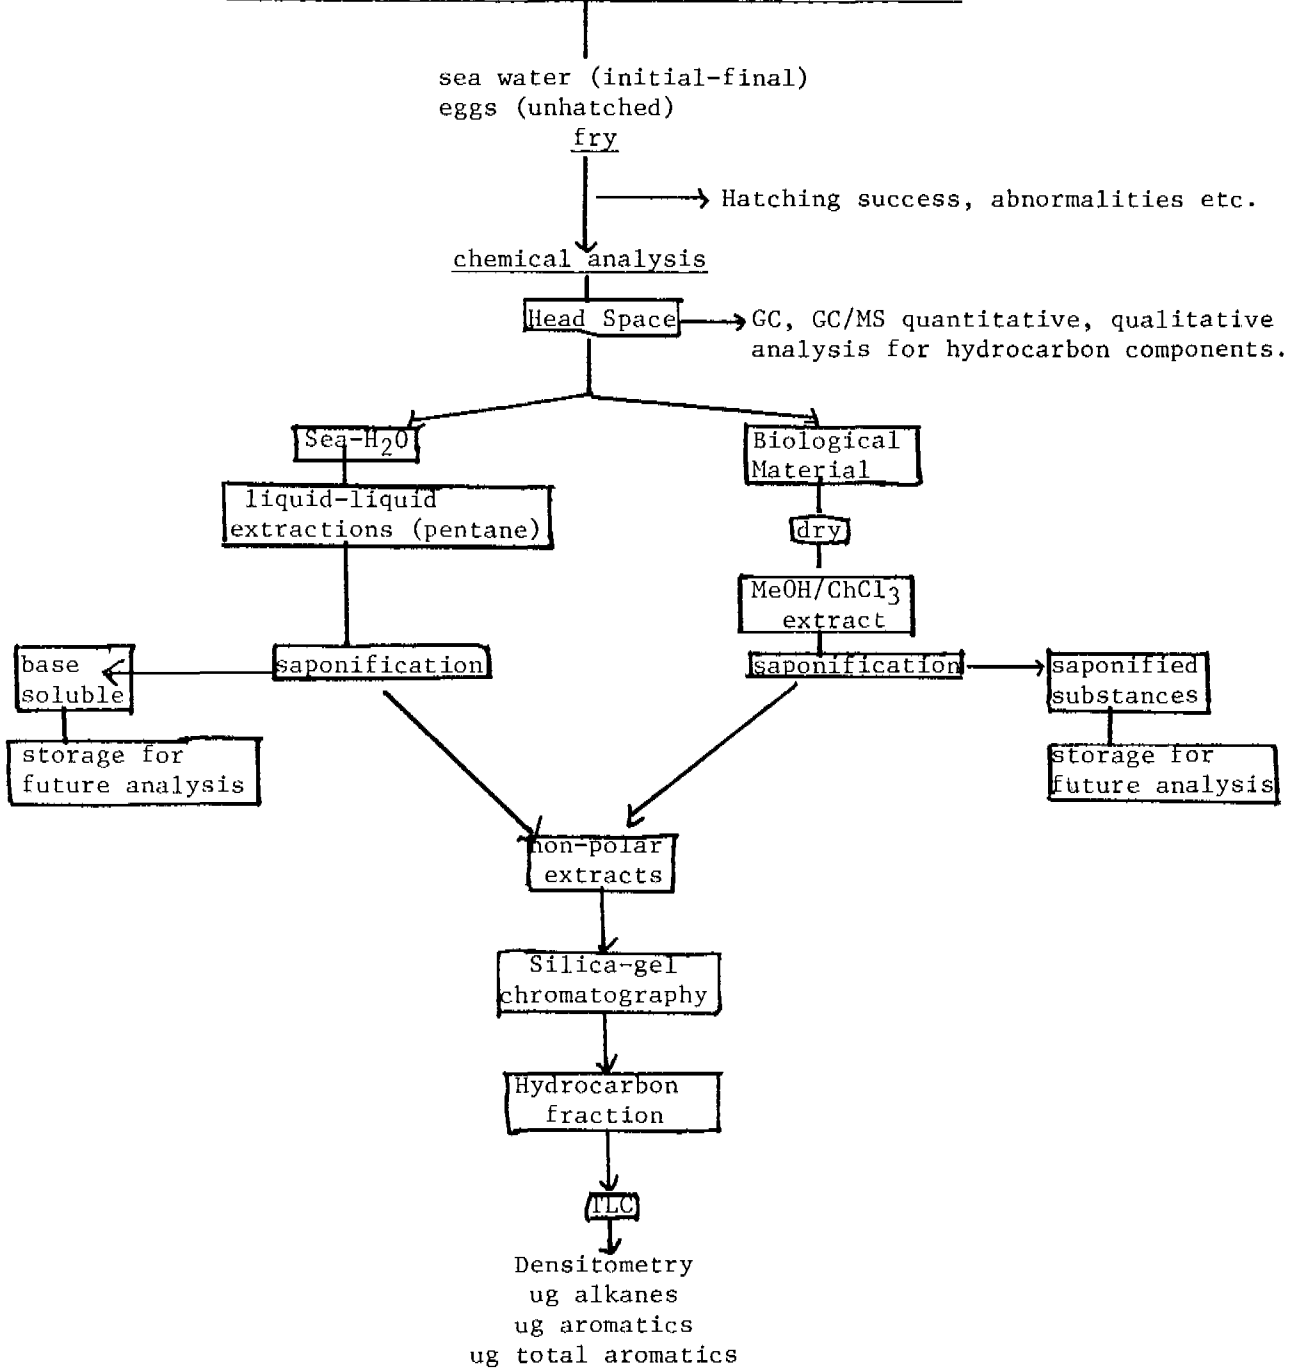 sea water (initial-final)
eggs (unhatched)
fry
Hatching success, abnormalities etc.
chemical analysis
Head Space
GC, GC/MS quantitative, qualitative
analysis for hydrocarbon components.
Sea-H2O
liquid-liquid
extractions (pentane)
Biological
Material
dry
MeOH/ChCl3
extract
base
soluble
saponification
saponification
saponified
substances
storage for
future analysis
storage for
future analysis
non-polar
extracts
Silica-gel
chromatography
Hydrocarbon
fraction
TLC
Densitometry
ug alkanes
ug aromatics
ug total aromatics